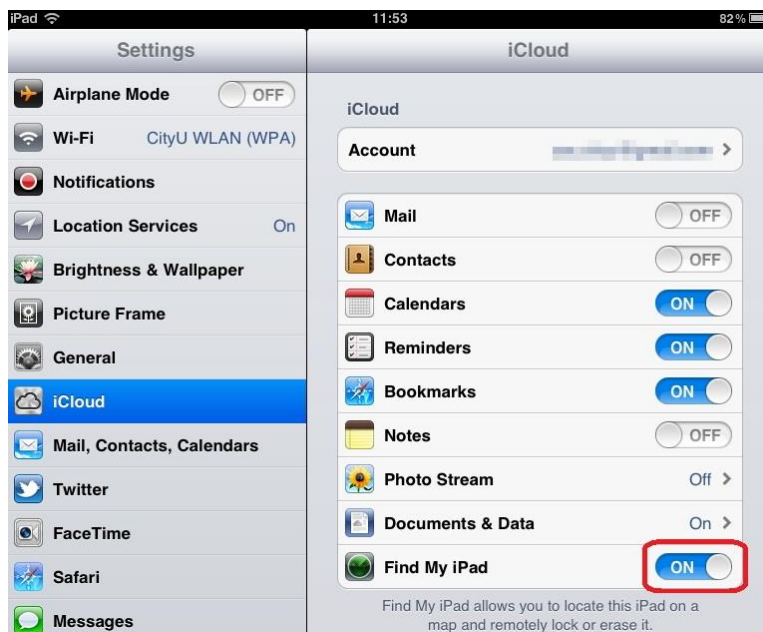 iPad 11:53 82%
Settings
Airplane Mode OFF
Wi-Fi CityU WLAN (WPA)
Notifications
Location Services On
Brightness & Wallpaper
Picture Frame
General
iCloud
Mail, Contacts, Calendars
Twitter
FaceTime
Safari
Messages
iCloud
iCloud
Account
Mail OFF
Contacts OFF
Calendars ON
Reminders ON
Bookmarks ON
Notes OFF
Photo Stream Off
Documents & Data On
Find My iPad ON
Find My iPad allows you to locate this iPad on a
map and remotely lock or erase it.